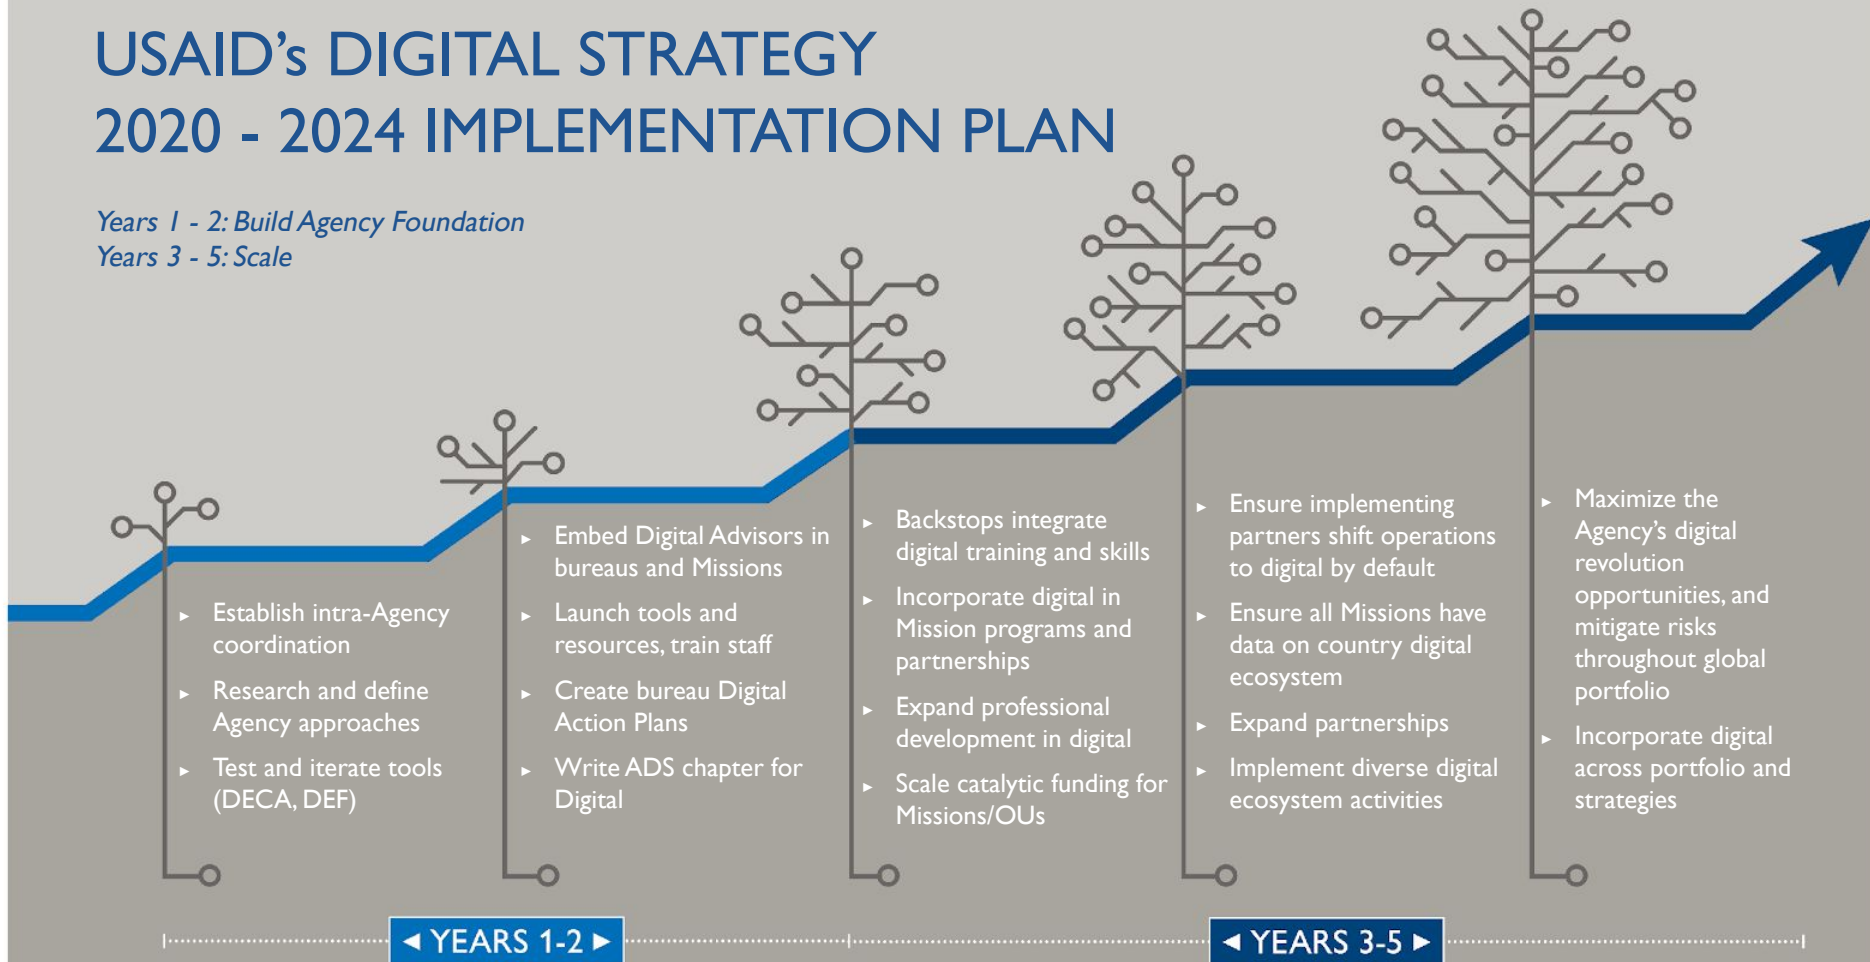 USAID's DIGITAL STRATEGY
2020 - 2024 IMPLEMENTATION PLAN
Years 1 - 2: Build Agency Foundation
Years 3 - 5: Scale
▸ Establish intra-Agency
coordination
▸ Research and define
Agency approaches
▸ Test and iterate tools
(DECA, DEF)
▸ Embed Digital Advisors in
bureaus and Missions
▸ Launch tools and
resources, train staff
▸ Create bureau Digital
Action Plans
▸ Write ADS chapter for
Digital
▸ Backstops integrate
digital training and skills
▸ Incorporate digital in
Mission programs and
partnerships
▸ Expand professional
development in digital
▸ Scale catalytic funding for
Missions/OUs
▸ Ensure implementing
partners shift operations
to digital by default
▸ Ensure all Missions have
data on country digital
ecosystem
▸ Expand partnerships
▸ Implement diverse digital
ecosystem activities
▸ Maximize the
Agency's digital
revolution
opportunities, and
mitigate risks
throughout global
portfolio
▸ Incorporate digital
across portfolio and
strategies
◄ YEARS 1-2 ►
◄ YEARS 3-5 ►